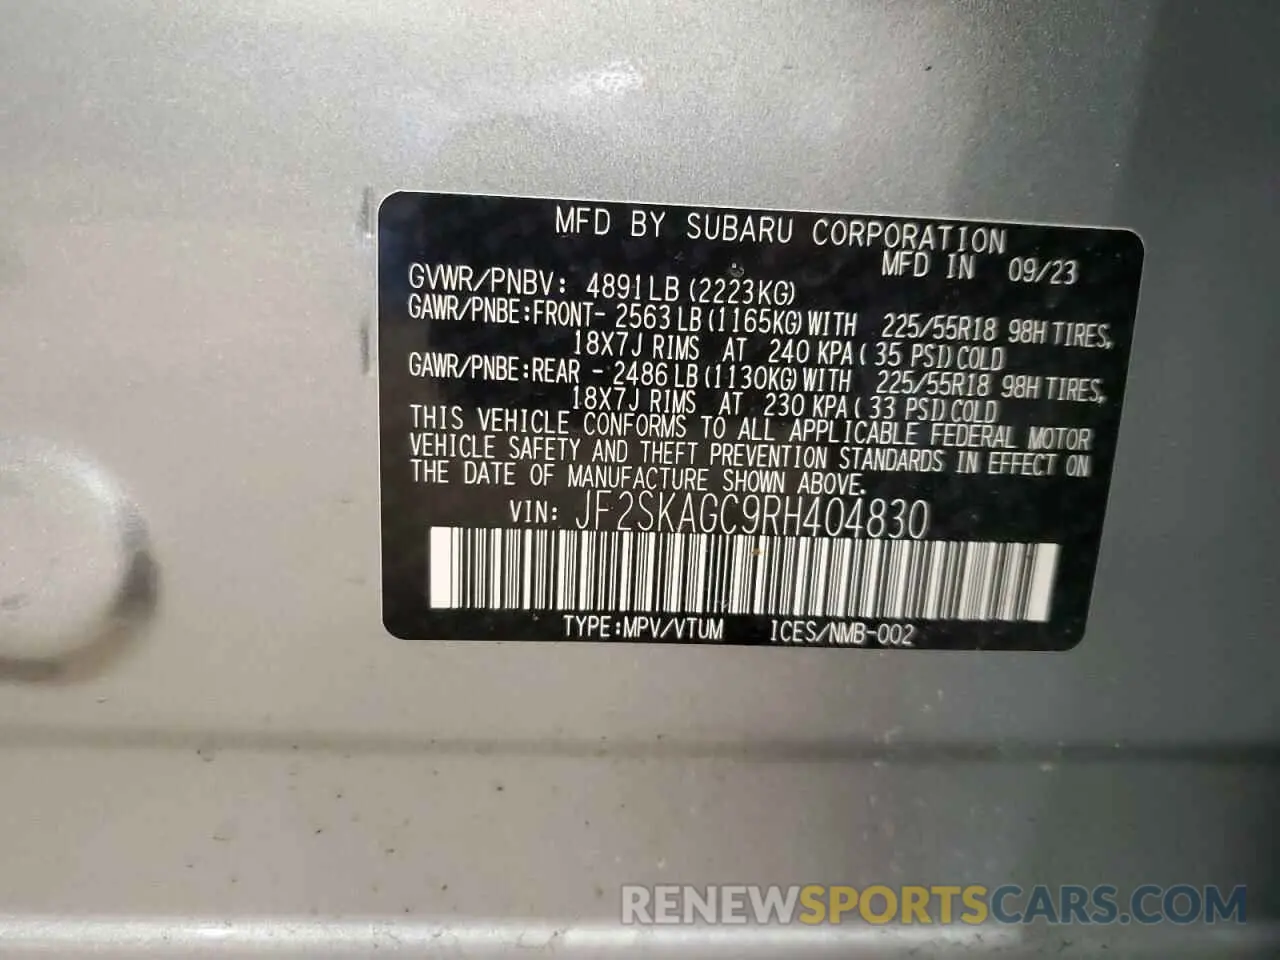 MFD BY SUBARU CORPORATION
MFD IN 09/23
GVWR/PNBV: 4891LB (2223KG)
GAWR/PNBE:FRONT- 2563LB(1165KG)WITH 225/55R18 98H TIRES,
18X7J RIMS AT 240 KPA( 35 PSI)COLD
GAWR/PNBE:REAR - 2486LB(1130KG)WITH 225/55R18 98H TIRES,
18X7J RIMS AT 230 KPA( 33 PSI)COLD
THIS VEHICLE CONFORMS TO ALL APPLICABLE FEDERAL MOTOR
VEHICLE SAFETY AND THEFT PREVENTION STANDARDS IN EFFECT ON
THE DATE OF MANUFACTURE SHOWN ABOVE.
VIN: JF2SKAGC9RH404830
TYPE:MPV/VTUM ICES/NMB-002
RENEWSPORTSCARS.COM